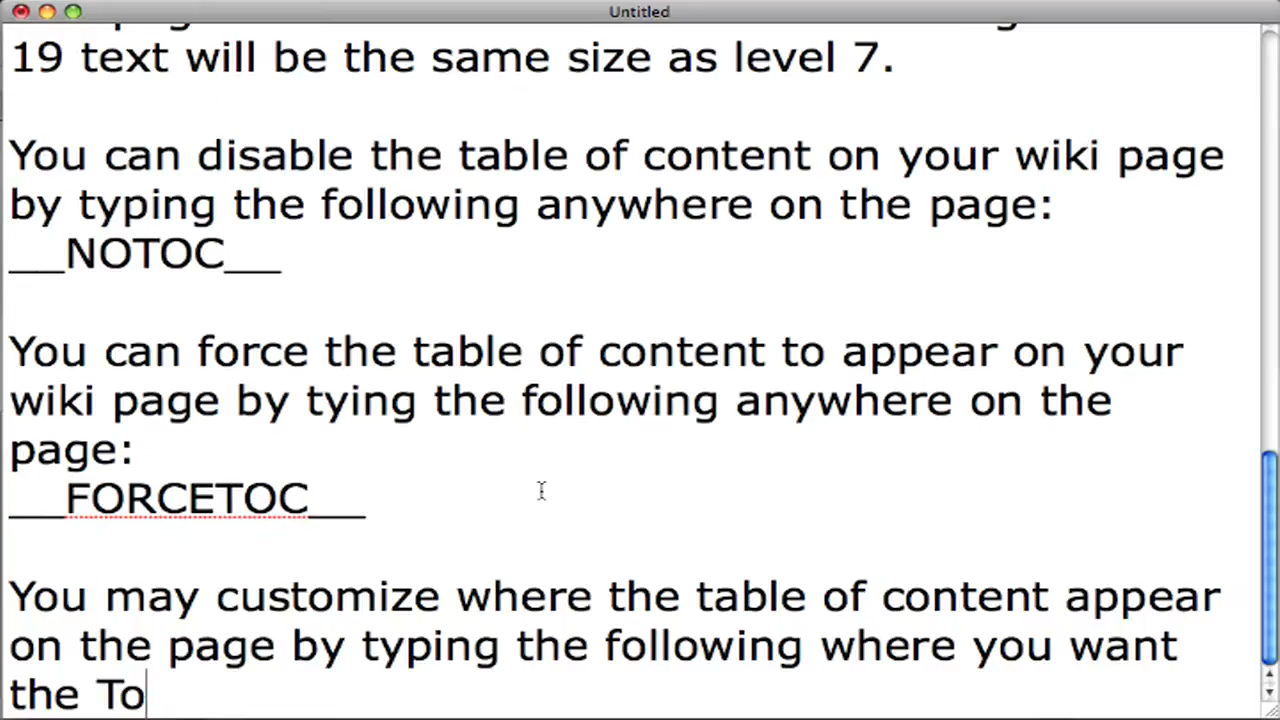 Untitled
19 text will be the same size as level 7.
You can disable the table of content on your wiki page
by typing the following anywhere on the page:
__NOTOC__
You can force the table of content to appear on your
wiki page by tying the following anywhere on the
page:
__FORCETOC__
You may customize where the table of content appear
on the page by typing the following where you want
the To